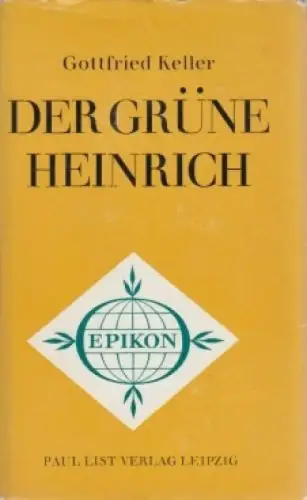 Gottfried Keller
DER GRÜNE
HEINRICH
EPIKON
PAUL LIST VERLAG LEIPZIG